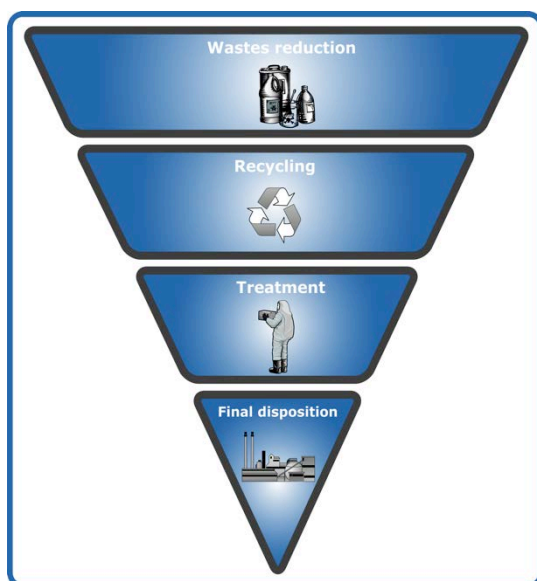 Wastes reduction
Recycling
Treatment
Final disposition